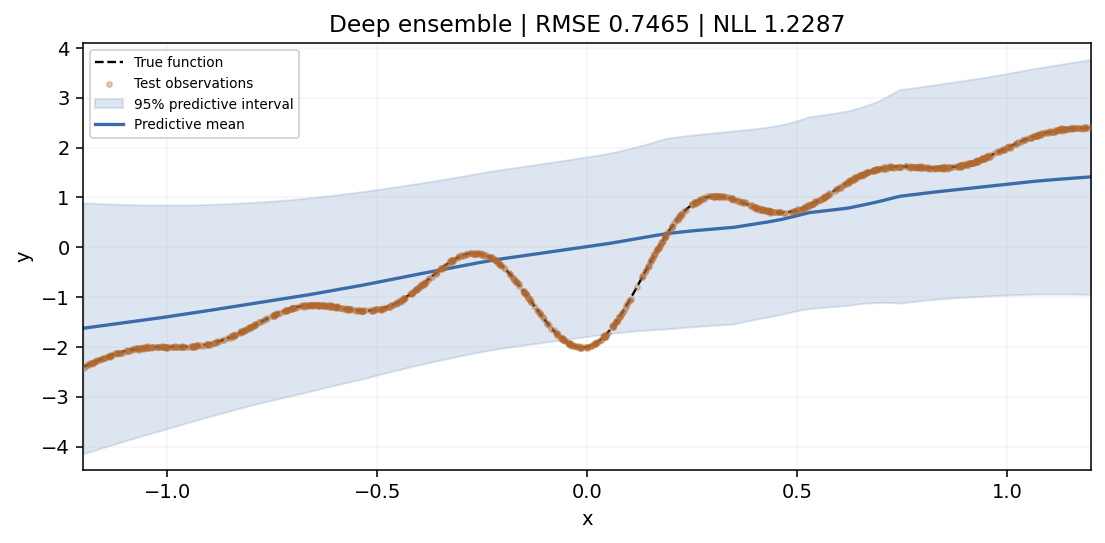 Deep ensemble | RMSE 0.7465 | NLL 1.2287
True function
Test observations
95% predictive interval
Predictive mean
4
3
2
1
0
−1
−2
−3
−4
y
−1.0 −0.5 0.0 0.5 1.0
x